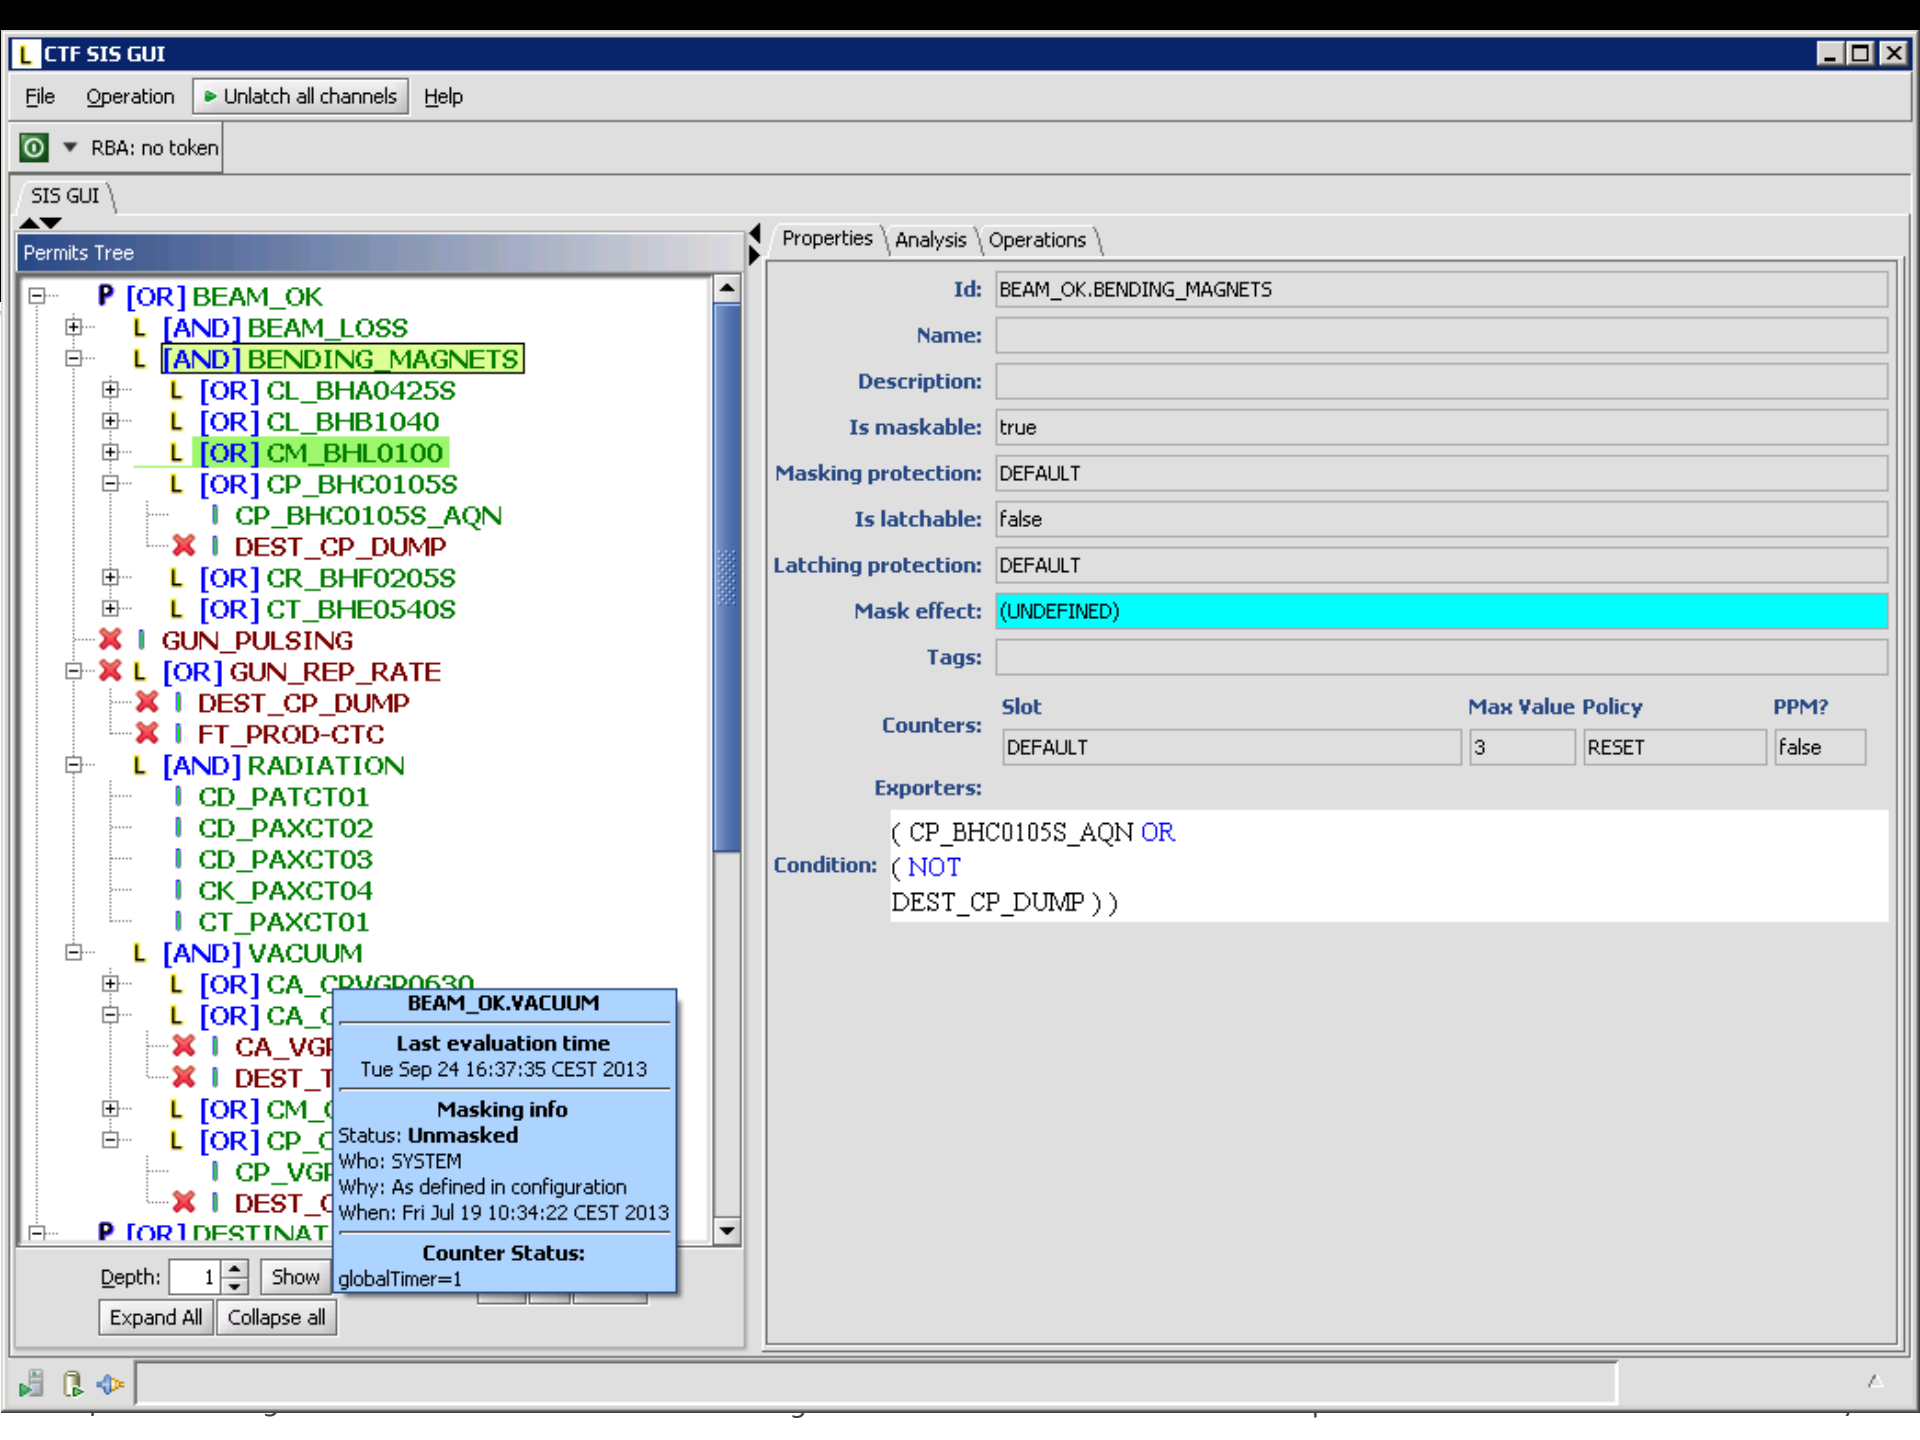 CTF SIS GUI
File Operation Unlatch all channels Help
RBA: no token
SIS GUI
Permits Tree
P [OR] BEAM_OK
L [AND] BEAM_LOSS
L [AND] BENDING_MAGNETS
L [OR] CL_BHA0425S
L [OR] CL_BHB1040
L [OR] CM_BHL0100
L [OR] CP_BHC0105S
CP_BHC0105S_AQN
DEST_CP_DUMP
L [OR] CR_BHF0205S
L [OR] CT_BHE0540S
GUN_PULSING
L [OR] GUN_REP_RATE
DEST_CP_DUMP
FT_PROD-CTC
L [AND] RADIATION
CD_PATCT01
CD_PAXCT02
CD_PAXCT03
CK_PAXCT04
CT_PAXCT01
L [AND] VACUUM
L [OR] CA_CPVGP0630
L [OR]
L [OR]
L [OR]
P [OR] DESTINAT
BEAM_OK.VACUUM
Last evaluation time
Tue Sep 24 16:37:35 CEST 2013
Masking info
Status: Unmasked
Who: SYSTEM
Why: As defined in configuration
When: Fri Jul 19 10:34:22 CEST 2013
Counter Status:
globalTimer=1
Depth: 1 Show
Expand All Collapse all
Properties Analysis Operations
Id: BEAM_OK.BENDING_MAGNETS
Name:
Description:
Is maskable: true
Masking protection: DEFAULT
Is latchable: false
Latching protection: DEFAULT
Mask effect: (UNDEFINED)
Tags:
Slot Max Value Policy PPM?
Counters: DEFAULT 3 RESET false
Exporters:
Condition:
( CP_BHC0105S_AQN OR
( NOT
DEST_CP_DUMP ) )